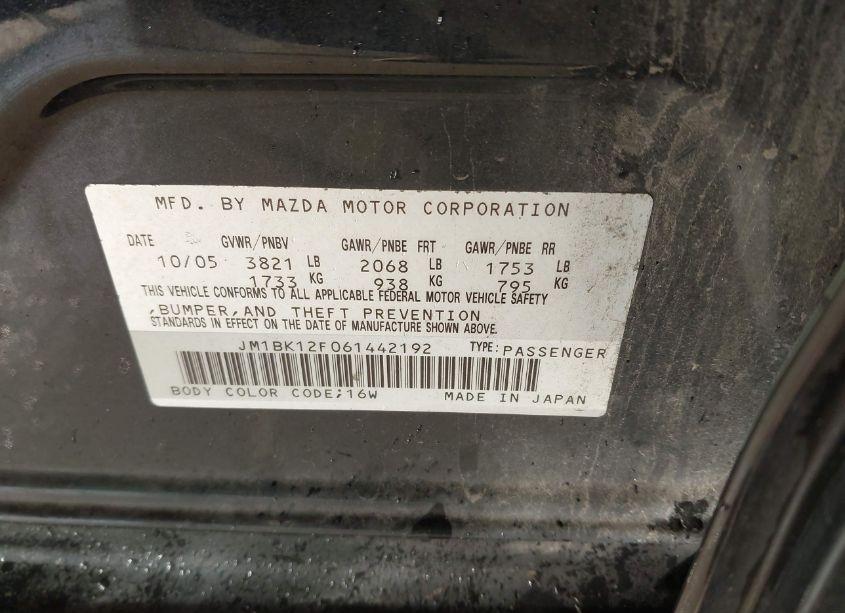 MFD. BY MAZDA MOTOR CORPORATION
DATE GVWR/PNBV GAWR/PNBE FRT GAWR/PNBE RR
10/05 3821 LB 2068 LB 1753 LB
1733 KG 938 KG 795 KG
THIS VEHICLE CONFORMS TO ALL APPLICABLE FEDERAL MOTOR VEHICLE SAFETY
,BUMPER,AND THEFT PREVENTION
STANDARDS IN EFFECT ON THE DATE OF MANUFACTURE SHOWN ABOVE.
JM1BK12F061442192 TYPE:PASSENGER
BODY COLOR CODE;16W MADE IN JAPAN